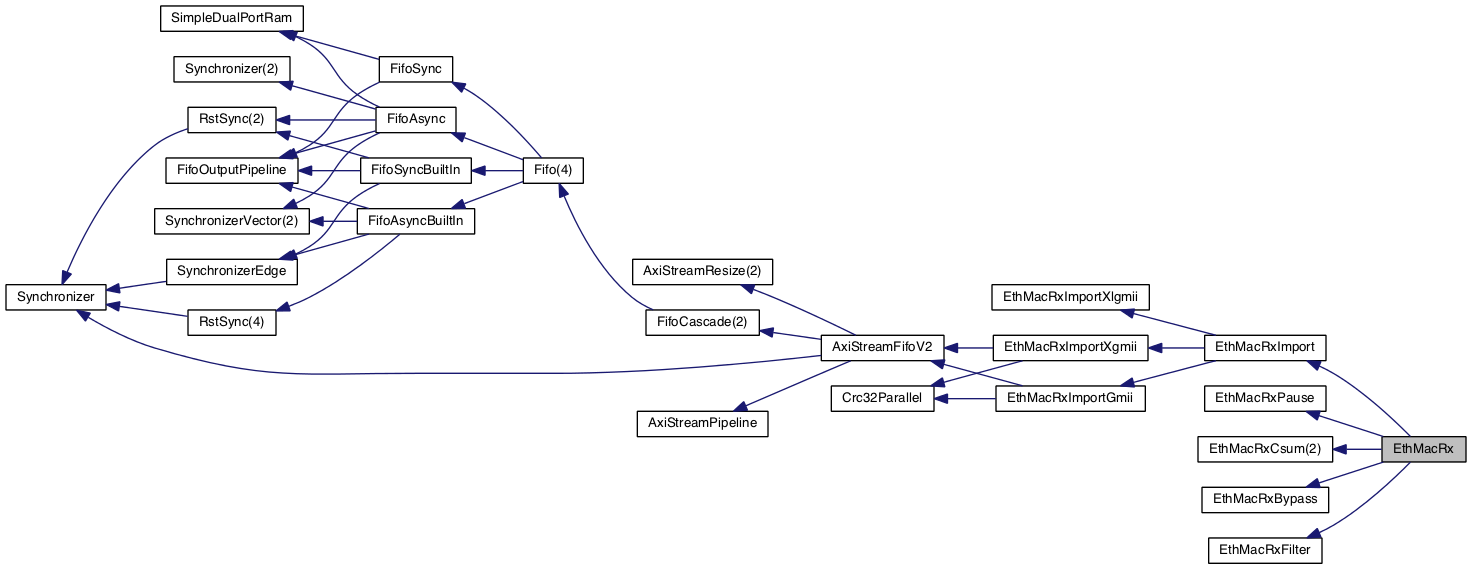 SimpleDualPortRam
Synchronizer(2)
FifoSync
RstSync(2)
FifoAsync
FifoOutputPipeline
FifoSyncBuiltIn
Fifo(4)
SynchronizerVector(2)
FifoAsyncBuiltIn
SynchronizerEdge
AxiStreamResize(2)
Synchronizer
EthMacRxImportXlgmii
RstSync(4)
FifoCascade(2)
AxiStreamFifoV2
EthMacRxImportXgmii
EthMacRxImport
Crc32Parallel
EthMacRxImportGmii
EthMacRxPause
AxiStreamPipeline
EthMacRxCsum(2)
EthMacRx
EthMacRxBypass
EthMacRxFilter